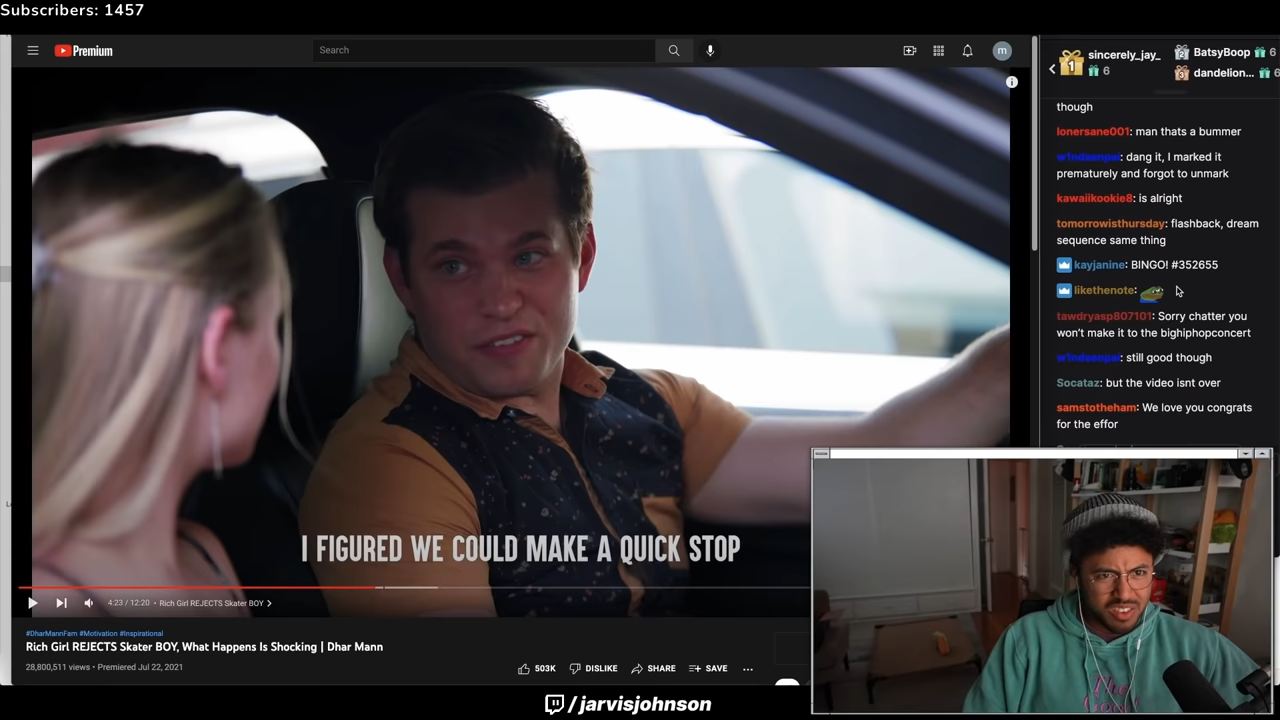 Subscribers: 1457
Premium
Search
m
1
sincerely_jay_
6
BatsyBoop 6
dandelion... 6
though
lonersane001: man thats a bummer
dang it, I marked it
prematurely and forgot to unmark
kawaiikookie8: is alright
tomorrowisthursday: flashback, dream
sequence same thing
kayjanine: BINGO! #352655
likethenote:
tawdryasp807101: Sorry chatter you
won't make it to the bighiphopconcert
still good though
Socataz: but the video isnt over
samstotheham: We love you congrats
for the effor
I FIGURED WE COULD MAKE A QUICK STOP
4:23 / 12:20 • Rich Girl REJECTS Skater BOY
#DharMannFam #Motivation #Inspirational
Rich Girl REJECTS Skater BOY, What Happens Is Shocking | Dhar Mann
28,800,511 views • Premiered Jul 22, 2021
503K DISLIKE SHARE SAVE
The
Good
/jarvisjohnson